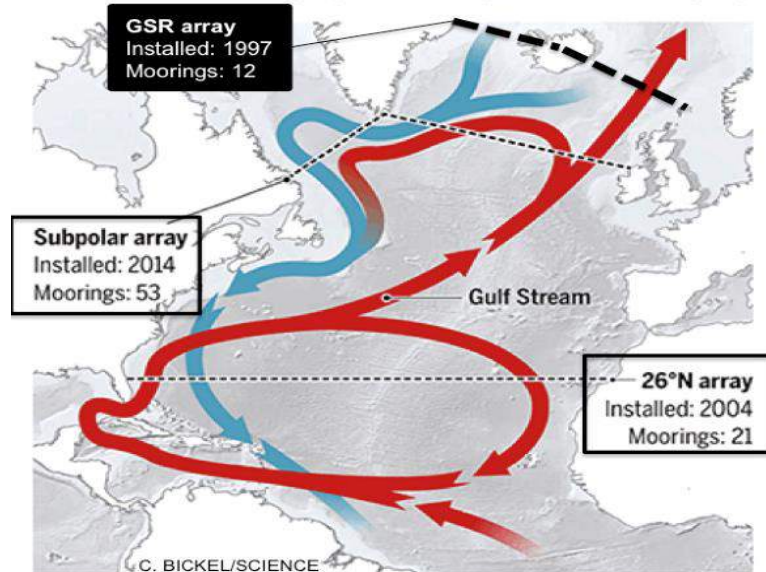 GSR array
Installed: 1997
Moorings: 12
Subpolar array
Installed: 2014
Moorings: 53
Gulf Stream
26°N array
Installed: 2004
Moorings: 21
C. BICKEL/SCIENCE